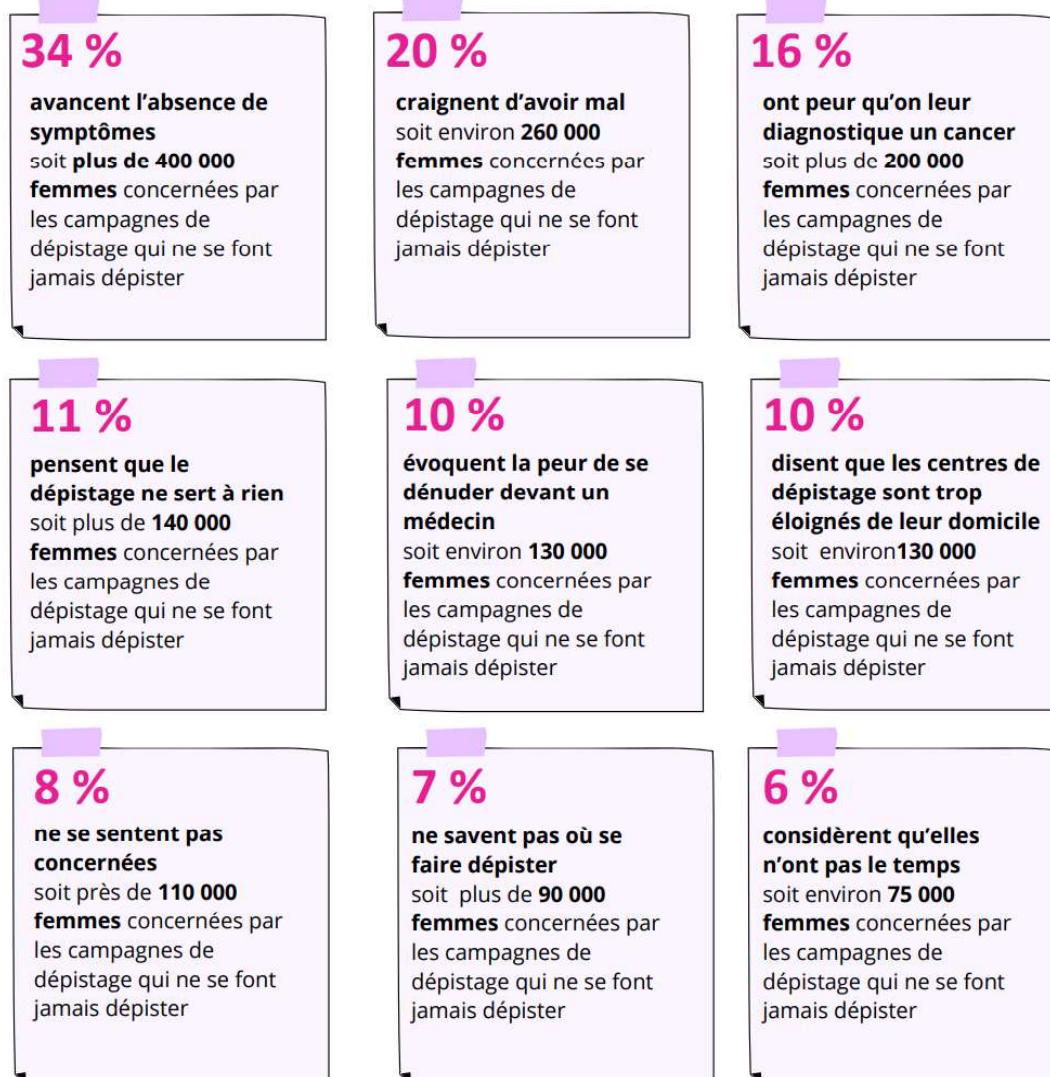 34 %
avancent l'absence de
symptômes
soit plus de 400 000
femmes concernées par
les campagnes de
dépistage qui ne se font
jamais dépister
20 %
craignent d'avoir mal
soit environ 260 000
femmes concernées par
les campagnes de
dépistage qui ne se font
jamais dépister
16 %
ont peur qu'on leur
diagnostique un cancer
soit plus de 200 000
femmes concernées par
les campagnes de
dépistage qui ne se font
jamais dépister
11 %
pensent que le
dépistage ne sert à rien
soit plus de 140 000
femmes concernées par
les campagnes de
dépistage qui ne se font
jamais dépister
10 %
évoquent la peur de se
dénuder devant un
médecin
soit environ 130 000
femmes concernées par
les campagnes de
dépistage qui ne se font
jamais dépister
10 %
disent que les centres de
dépistage sont trop
éloignés de leur domicile
soit environ130 000
femmes concernées par
les campagnes de
dépistage qui ne se font
jamais dépister
8 %
ne se sentent pas
concernées
soit près de 110 000
femmes concernées par
les campagnes de
dépistage qui ne se font
jamais dépister
7 %
ne savent pas où se
faire dépister
soit plus de 90 000
femmes concernées par
les campagnes de
dépistage qui ne se font
jamais dépister
6 %
considèrent qu'elles
n'ont pas le temps
soit environ 75 000
femmes concernées par
les campagnes de
dépistage qui ne se font
jamais dépister